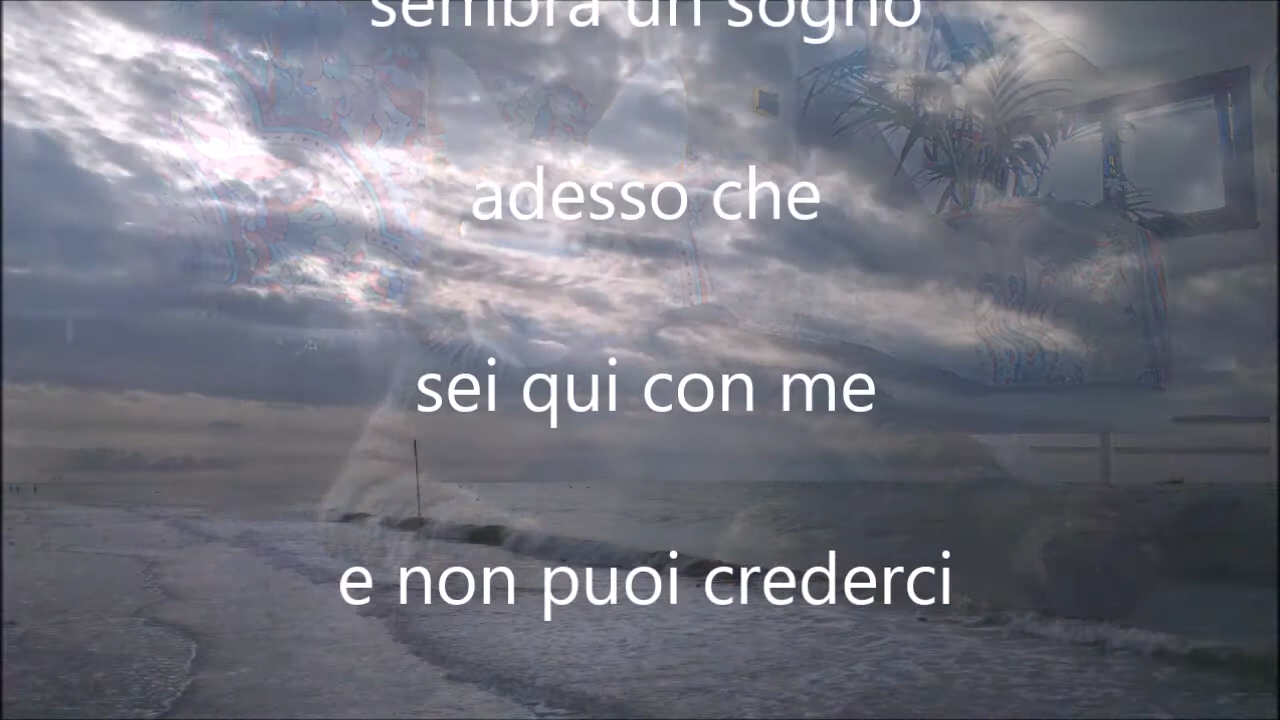 sembra un sogno
adesso che
sei qui con me
e non puoi crederci